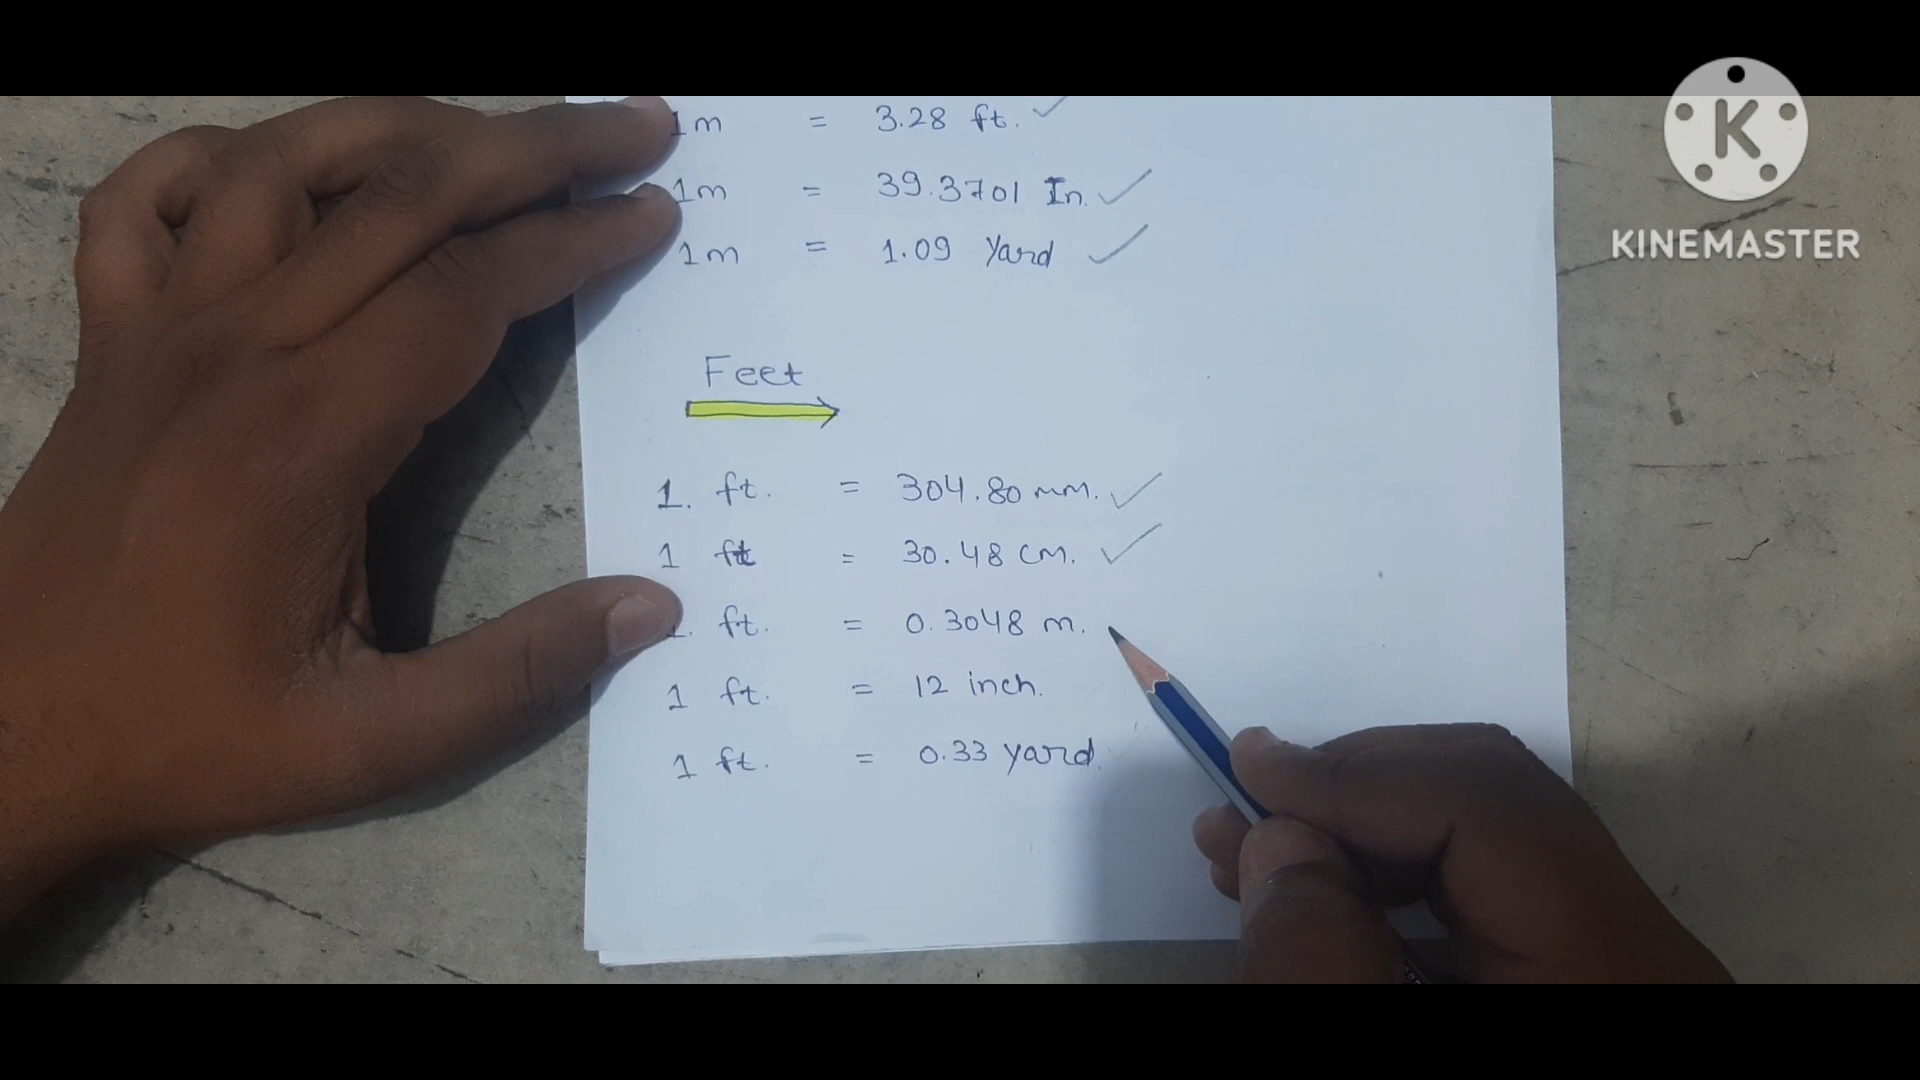 1m = 3.28 ft.
1m = 39.3701 In.
1m = 1.09 Yard
Feet
1. ft. = 304.80 mm.
1 ft = 30.48 cm.
1. ft. = 0.3048 m.
1 ft. = 12 inch.
1 ft. = 0.33 yard.
K
KINEMASTER